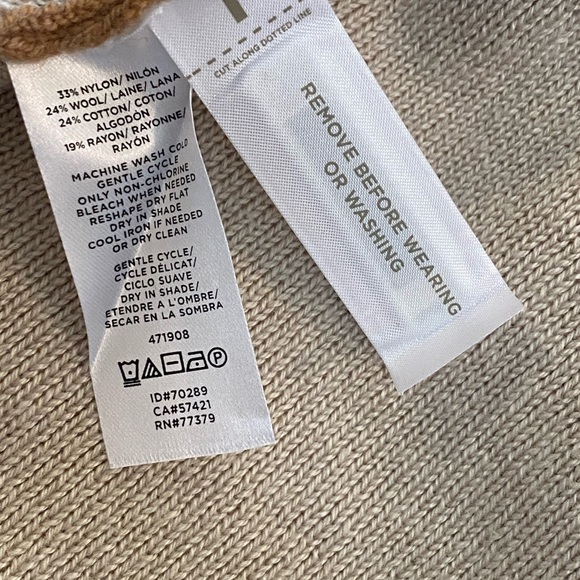 33% NYLON/ NILÓN
24% WOOL/ LAINE/ LANA
24% COTTON/ COTON/
ALGODÓN
19% RAYON/ RAYONNE/
RAYÓN
MACHINE WASH COLD
GENTLE CYCLE
ONLY NON-CHLORINE
BLEACH WHEN NEEDED
RESHAPE DRY FLAT
DRY IN SHADE
COOL IRON IF NEEDED
OR DRY CLEAN
GENTLE CYCLE/
CYCLE DÉLICAT/
CICLO SUAVE
DRY IN SHADE/
ETENDRE A L'OMBRE/
SECAR EN LA SOMBRA
471908
P
ID#70289
CA#57421
RN#77379
CUT ALONG DOTTED LINE
REMOVE BEFORE WEARING
OR WASHING